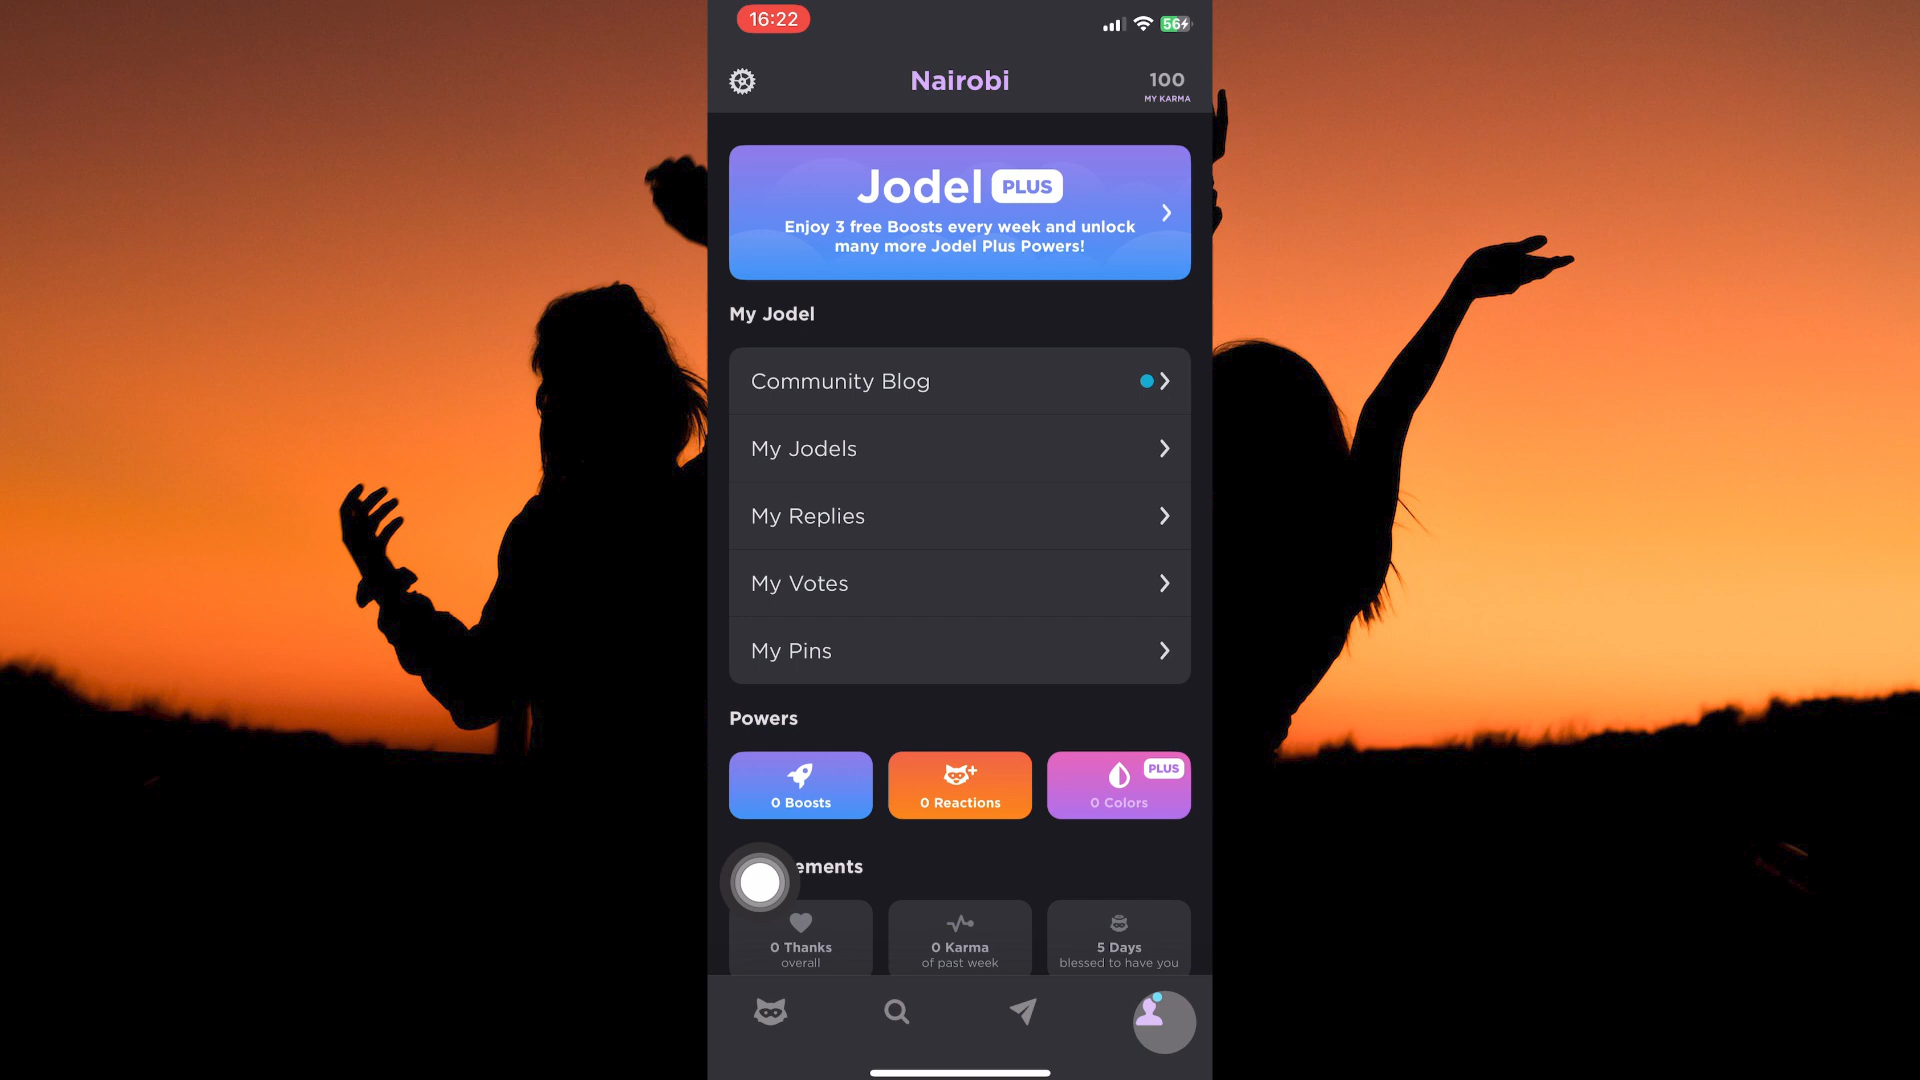 16:22
56
Nairobi
100
MY KARMA
Jodel PLUS
Enjoy 3 free Boosts every week and unlock
many more Jodel Plus Powers!
My Jodel
Community Blog
My Jodels
My Replies
My Votes
My Pins
Powers
0 Boosts
0 Reactions
PLUS
0 Colors
ements
0 Thanks
overall
0 Karma
of past week
5 Days
blessed to have you